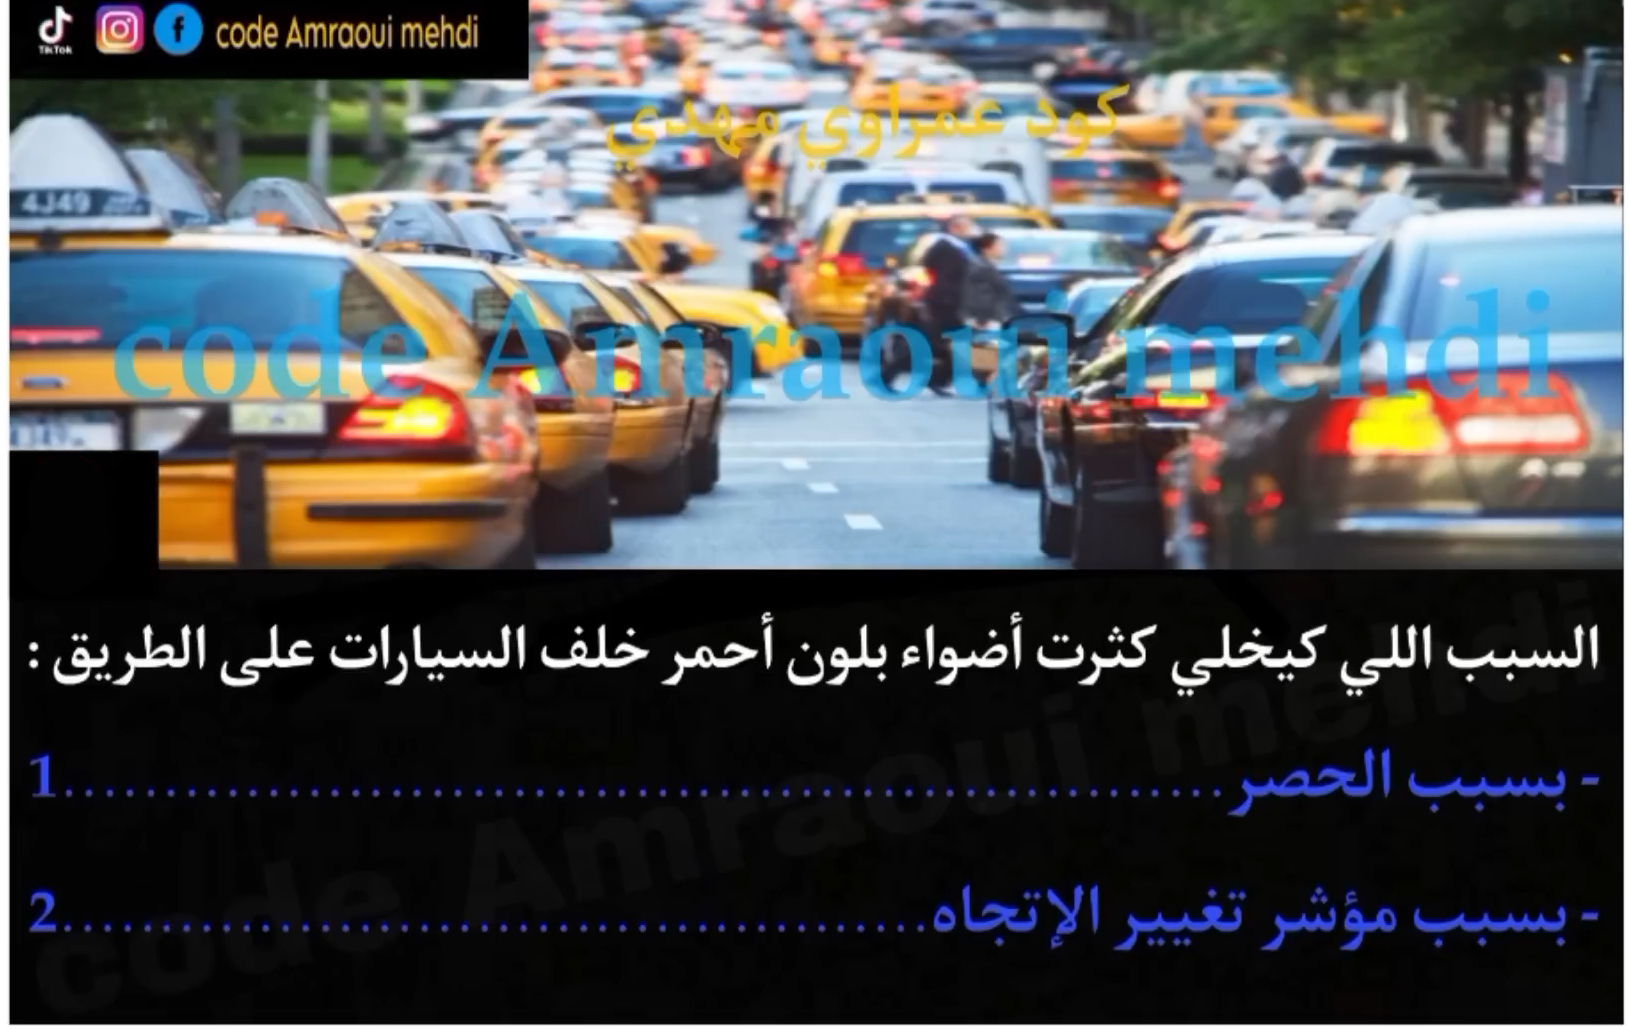 TikTok
code Amraoui mehdi
كود عمراوي مهدي
4J49
code Amraoui mehdi
السبب اللي كيخلي كثرت أضواء بلون أحمر خلف السيارات على الطريق :
- بسبب الحصر................................................1
- بسبب مؤشر تغيير الإتجاه....................................2
code Amraoui mehdi